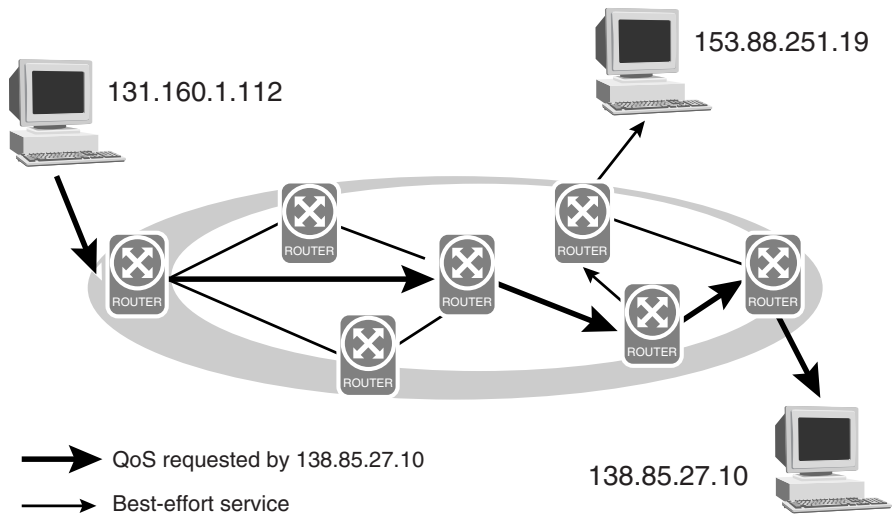 153.88.251.19
131.160.1.112
ROUTER
ROUTER
ROUTER
ROUTER
ROUTER
ROUTER
ROUTER
QoS requested by 138.85.27.10
138.85.27.10
Best-effort service